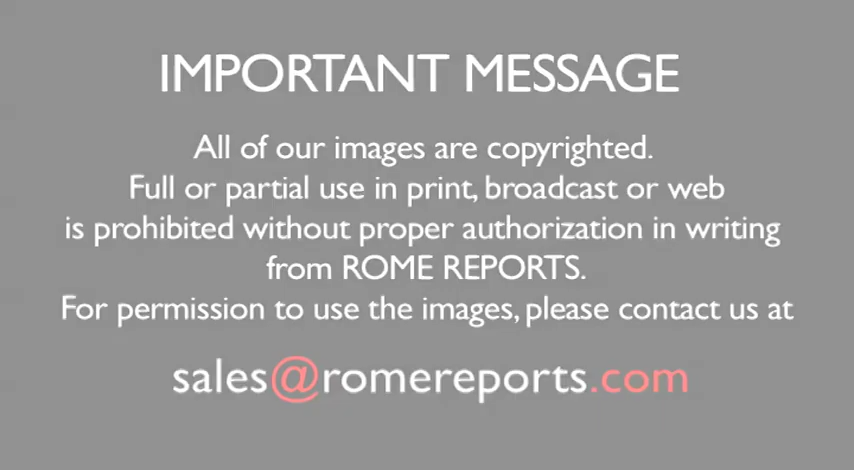 IMPORTANT MESSAGE
All of our images are copyrighted.
Full or partial use in print, broadcast or web
is prohibited without proper authorization in writing
from ROME REPORTS.
For permission to use the images, please contact us at
sales@romereports.com